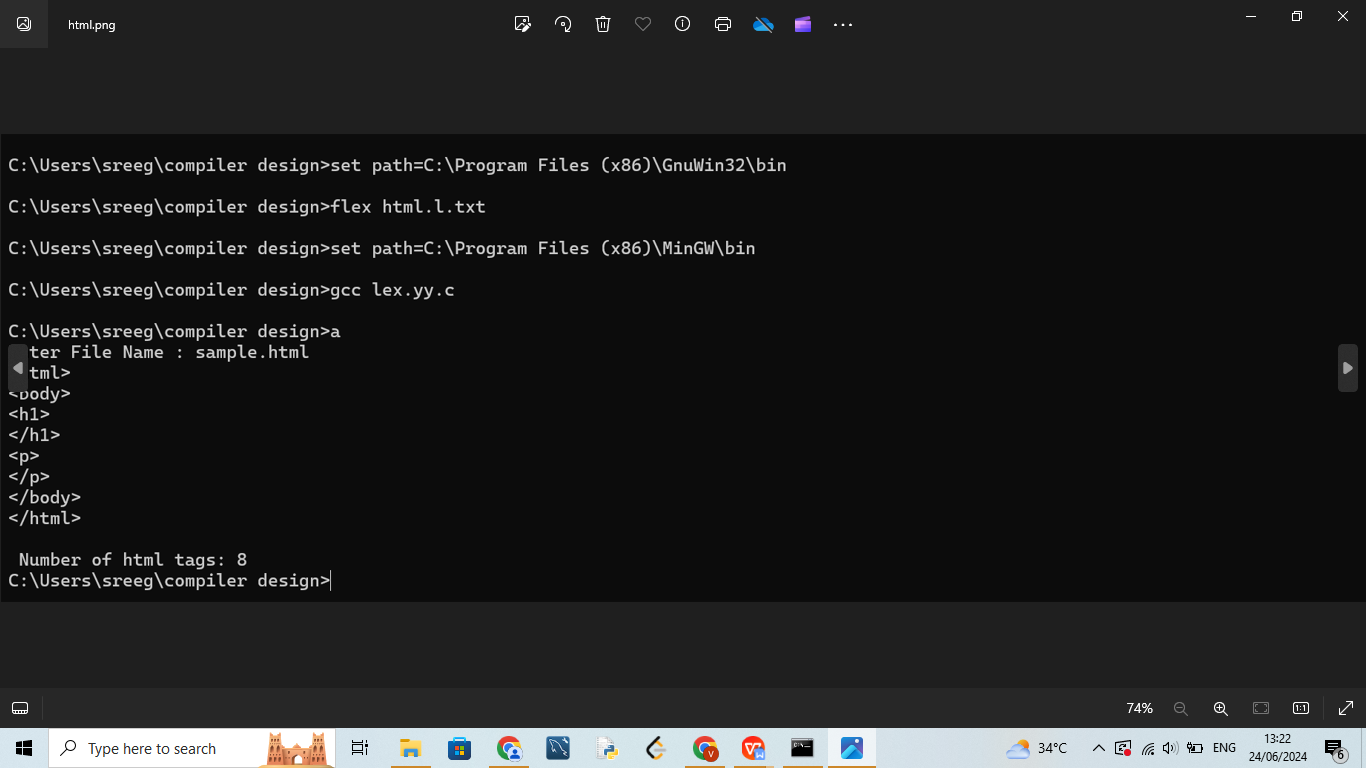 html.png
C:\Users\sreeg\compiler design>set path=C:\Program Files (x86)\GnuWin32\bin
C:\Users\sreeg\compiler design>flex html.l.txt
C:\Users\sreeg\compiler design>set path=C:\Program Files (x86)\MinGW\bin
C:\Users\sreeg\compiler design>gcc lex.yy.c
C:\Users\sreeg\compiler design>a
ter File Name : sample.html
tml>
<body>
<h1>
</h1>
<p>
</p>
</body>
</html>
Number of html tags: 8
C:\Users\sreeg\compiler design>
74% 1:1
Type here to search 34°C ENG 13:22
24/06/2024 6